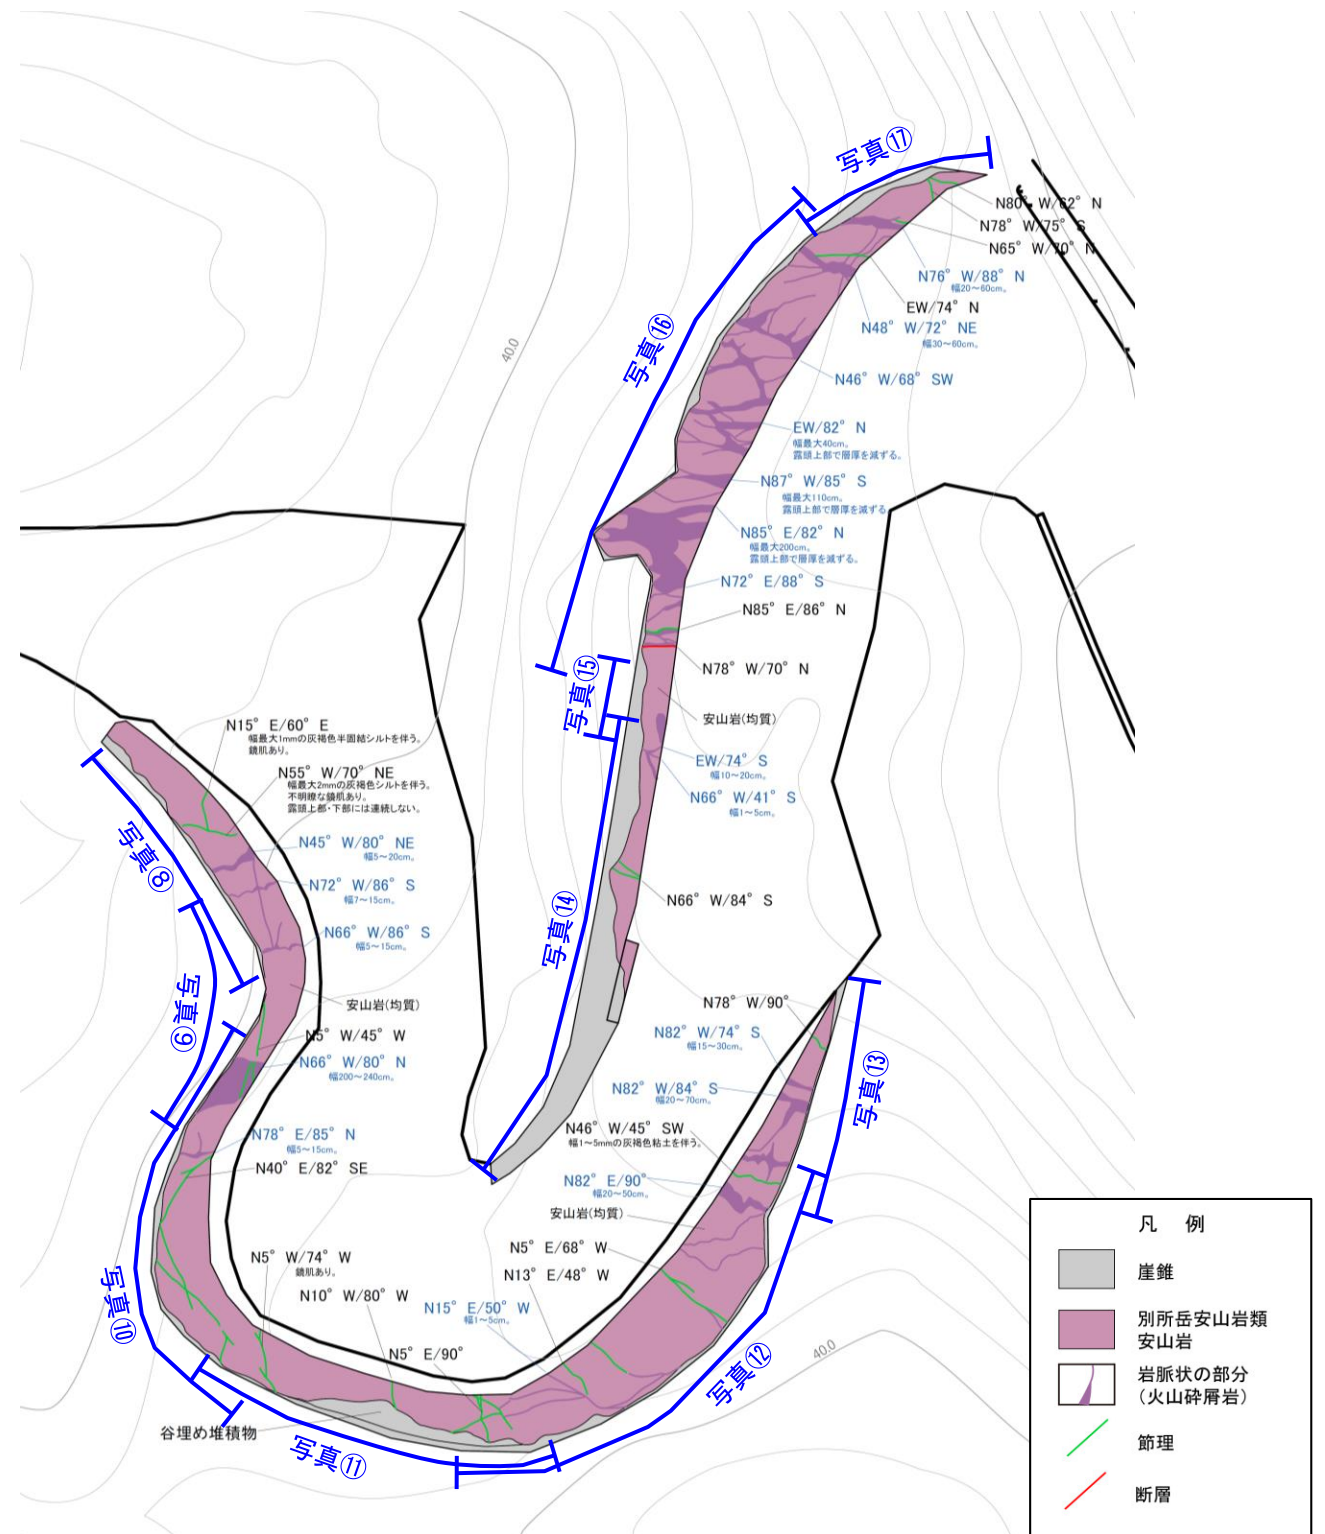 写真⑰
N80°W/62°N
N78°W/75°S
N65°W/70°N
N76°W/88°N
幅20～60cm。
EW/74°N
N48°W/72°NE
幅30～60cm。
写真⑯
40.0
N46°W/68°SW
EW/82°N
幅最大40cm。
露頭上部で層厚を減ずる。
N87°W/85°S
幅最大110cm。
露頭上部で層厚を減ずる。
N85°E/82°N
幅最大200cm。
露頭上部で層厚を減ずる。
N72°E/88°S
N85°E/86°N
N78°W/70°N
写真⑮
安山岩(均質)
EW/74°S
幅10～20cm。
N66°W/41°S
幅1～5cm。
N66°W/84°S
写真⑭
N15°E/60°E
幅最大1mmの灰褐色半固結シルトを伴う。
鏡肌あり。
N55°W/70°NE
幅最大2mmの灰褐色シルトを伴う。
不明瞭な鏡肌あり。
露頭上部・下部には連続しない。
写真⑧
N45°W/80°NE
幅5～20cm。
N72°W/86°S
幅7～15cm。
N66°W/86°S
幅5～15cm。
写真⑨
安山岩(均質)
N5°W/45°W
N66°W/80°N
幅200～240cm。
N78°E/85°N
幅5～15cm。
N40°E/82°SE
N78°W/90°
N82°W/74°S
幅15～30cm。
写真⑬
N82°W/84°S
幅20～70cm。
N46°W/45°SW
幅1～5mmの灰褐色粘土を伴う。
N82°E/90°
幅20～50cm。
安山岩(均質)
N5°E/68°W
N13°E/48°W
N15°E/50°W
幅1～5cm。
N5°W/74°W
鏡肌あり。
N10°W/80°W
N5°E/90°
写真⑩
写真⑫
40.0
谷埋め堆積物
写真⑪
凡 例
崖錐
別所岳安山岩類
安山岩
岩脈状の部分
(火山砕屑岩)
節理
断層